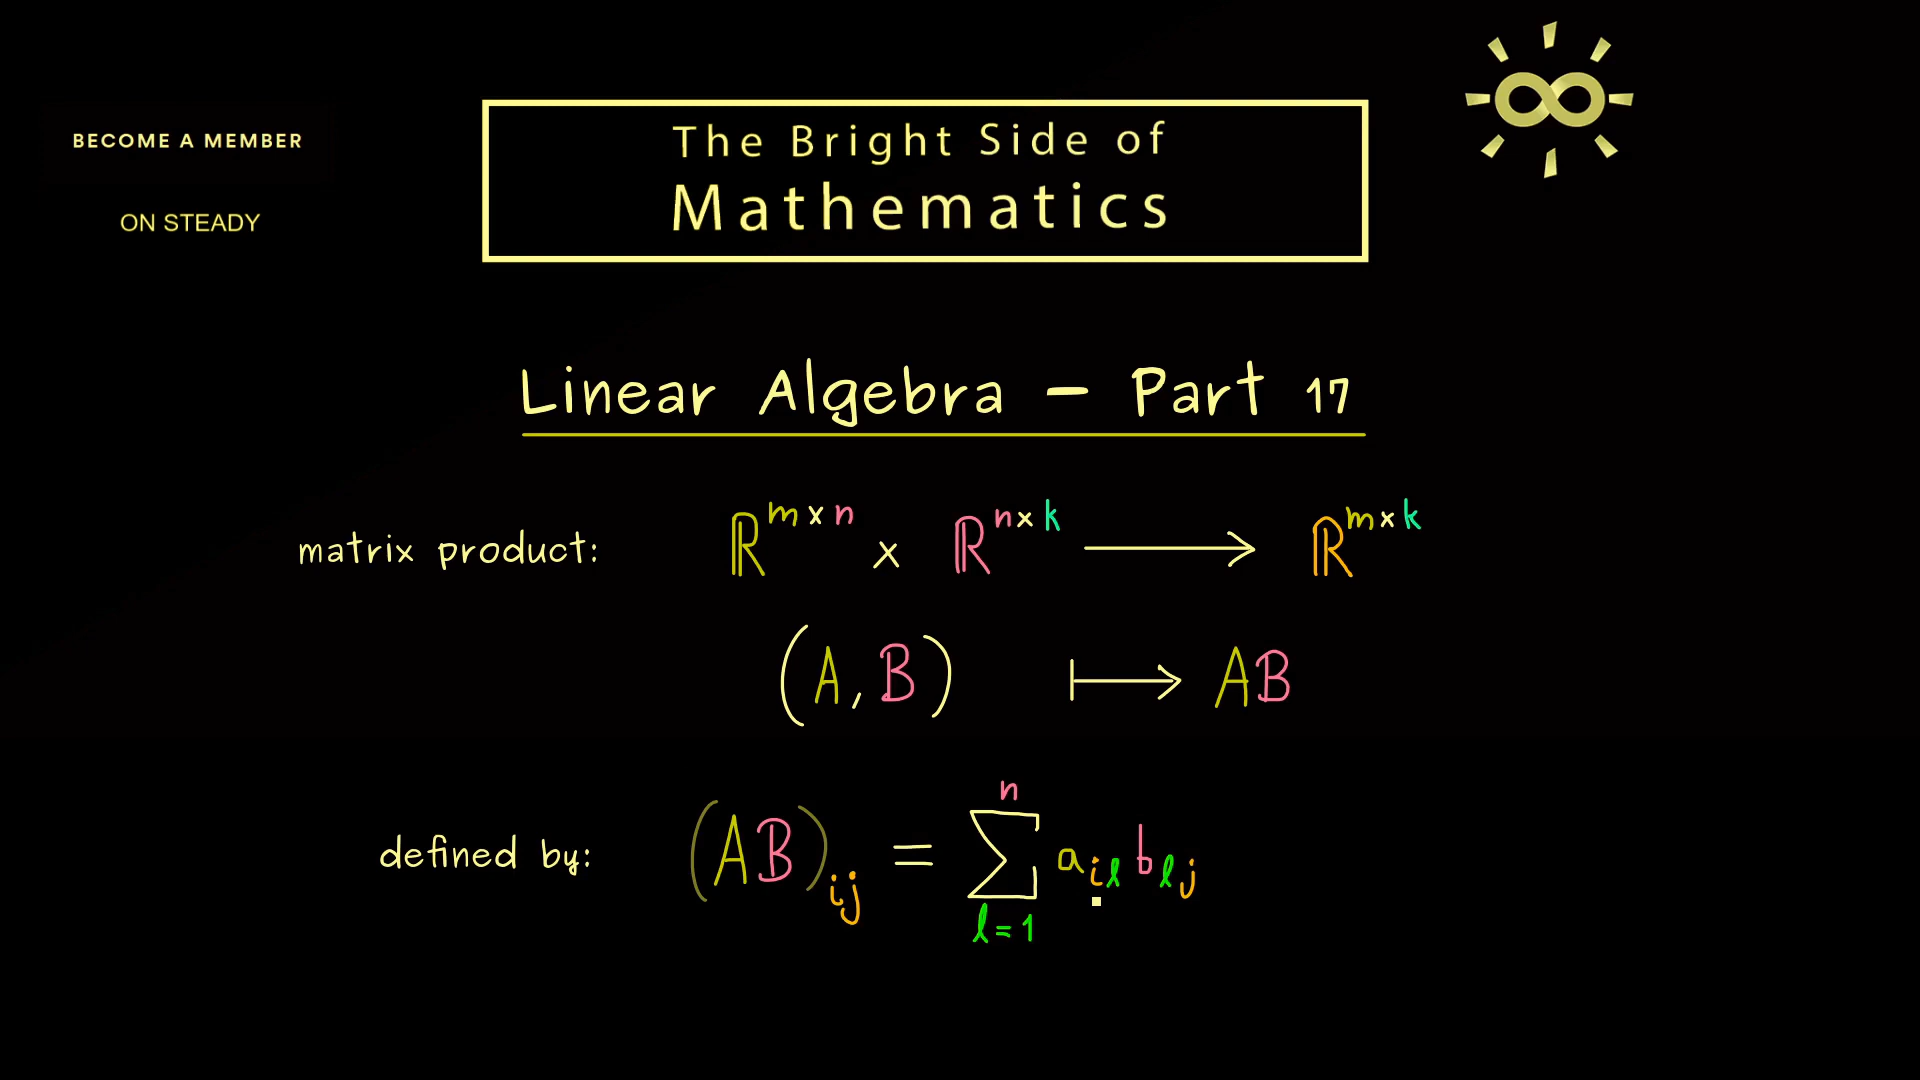 BECOME A MEMBER
ON STEADY
The Bright Side of
Mathematics
Linear Algebra – Part 17
matrix product: ℝ^{m×n} × ℝ^{n×k} ⟶ ℝ^{m×k}
(A, B) ⟼ AB
defined by: (AB)_{ij} = ∑_{ℓ=1}^{n} a_{iℓ} b_{ℓj}